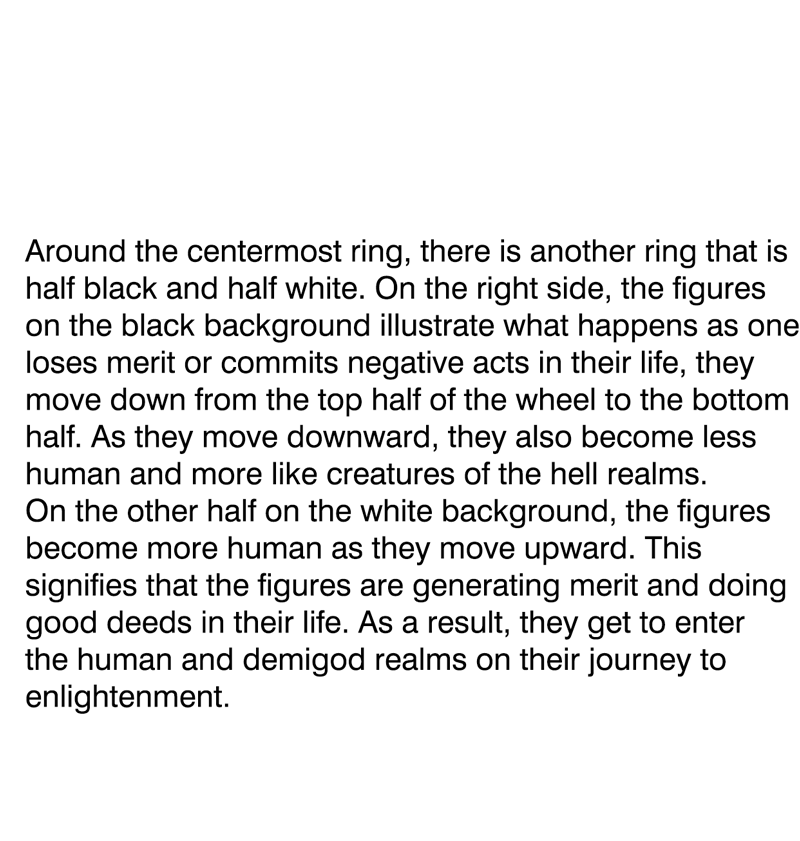 Around the centermost ring, there is another ring that is
half black and half white. On the right side, the figures
on the black background illustrate what happens as one
loses merit or commits negative acts in their life, they
move down from the top half of the wheel to the bottom
half. As they move downward, they also become less
human and more like creatures of the hell realms.
On the other half on the white background, the figures
become more human as they move upward. This
signifies that the figures are generating merit and doing
good deeds in their life. As a result, they get to enter
the human and demigod realms on their journey to
enlightenment.